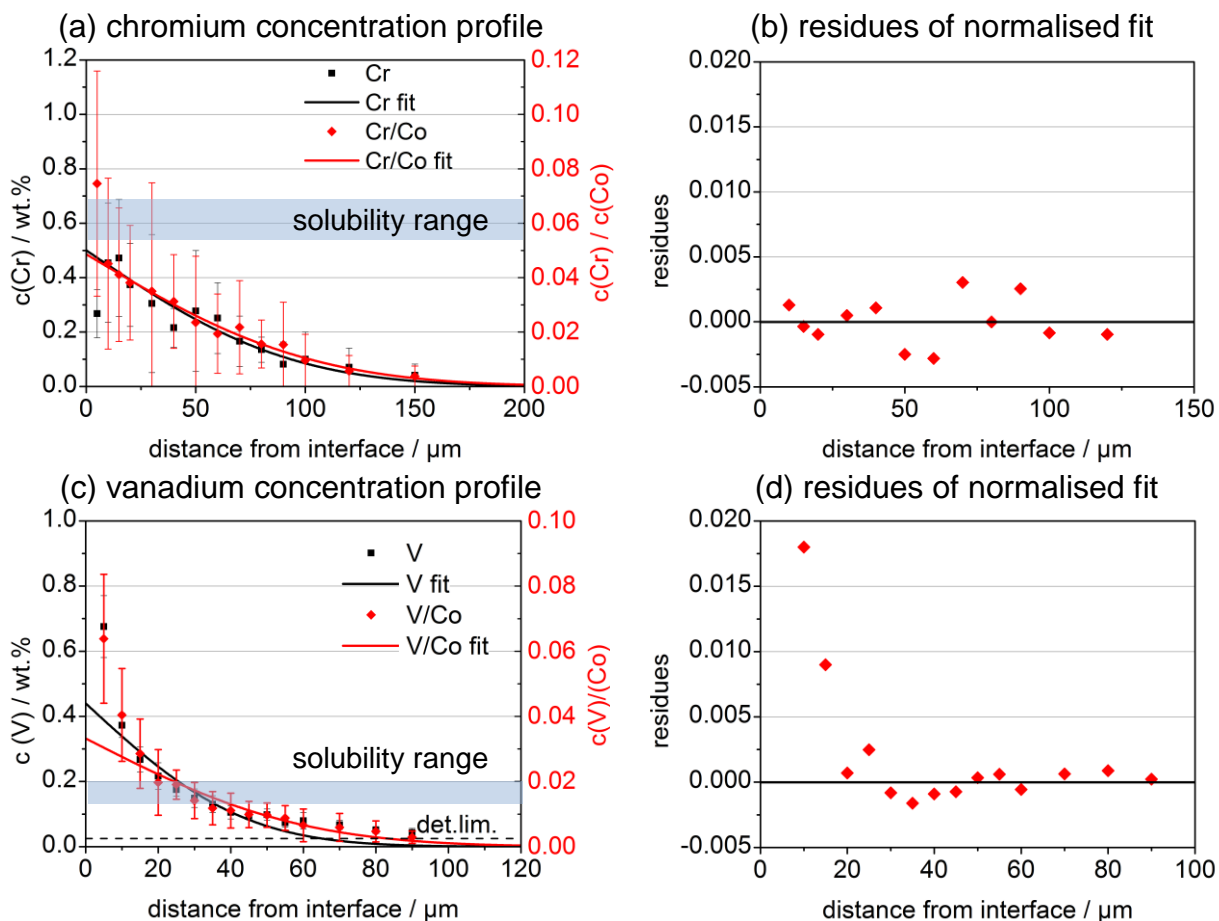 (a) chromium concentration profile
1.2
1.0
0.8
0.6
0.4
0.2
0.0
c(Cr) / wt.%
Cr
Cr fit
Cr/Co
Cr/Co fit
solubility range
0.12
0.10
0.08
0.06
0.04
0.02
0.00
c(Cr) / c(Co)
0 50 100 150 200
distance from interface / µm
(b) residues of normalised fit
0.020
0.015
0.010
0.005
0.000
-0.005
residues
0 50 100 150
distance from interface / µm
(c) vanadium concentration profile
1.0
0.8
0.6
0.4
0.2
0.0
c (V) / wt.%
V
V fit
V/Co
V/Co fit
solubility range
det.lim.
0.10
0.08
0.06
0.04
0.02
0.00
c(V)/(Co)
0 20 40 60 80 100 120
distance from interface / µm
(d) residues of normalised fit
0.020
0.015
0.010
0.005
0.000
-0.005
residues
0 20 40 60 80 100
distance from interface / µm